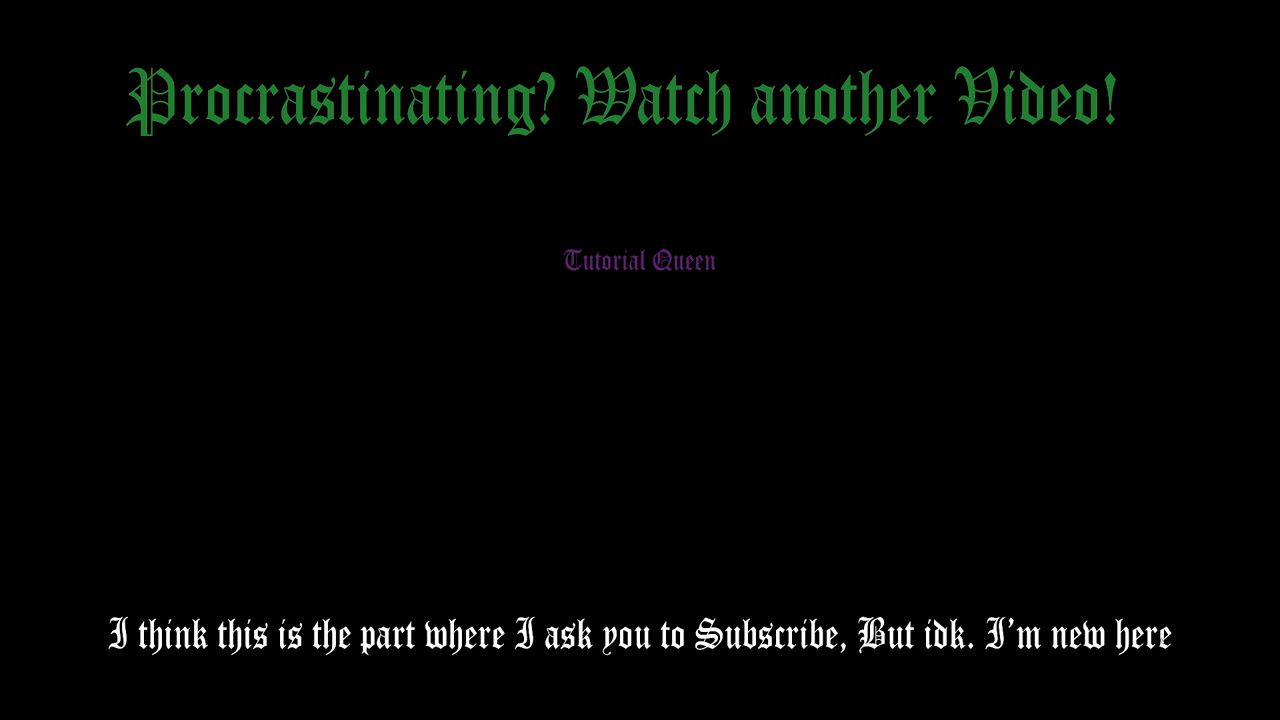 Procrastinating? Watch another Video!
Tutorial Queen
I think this is the part where I ask you to Subscribe, But idk. I'm new here